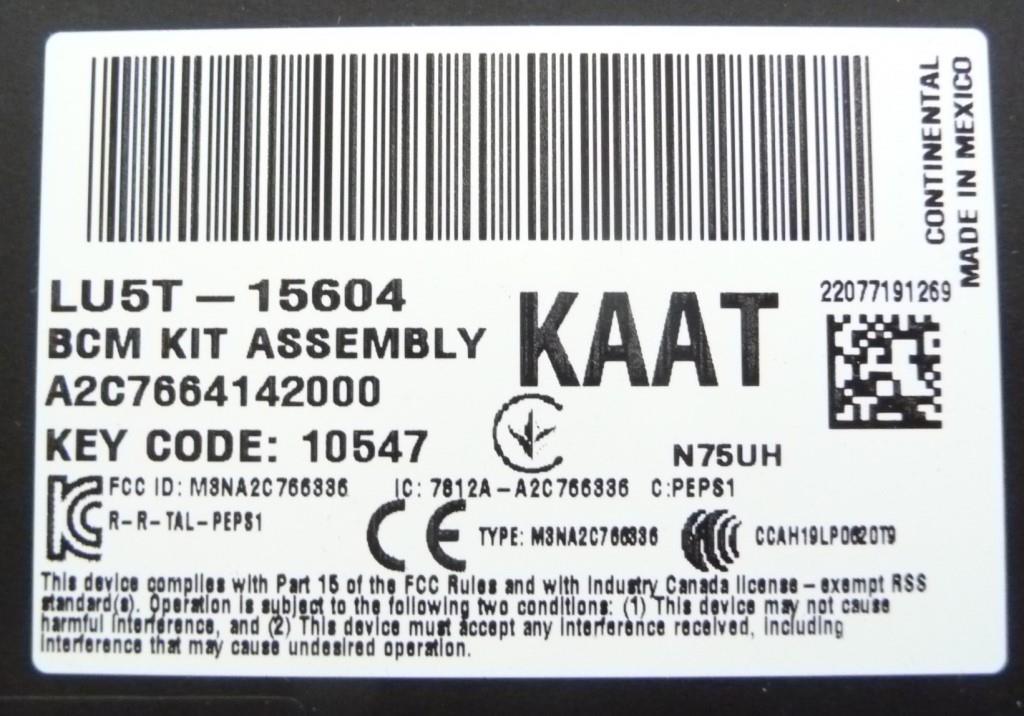 CONTINENTAL
MADE IN MEXICO
LU5T-15604
KAAT
22077191269
BCM KIT ASSEMBLY
A2C7664142000
KEY CODE: 10547
N75UH
FCC ID: M3NA2C766336 IC: 7812A-A2C766336 C:PEPS1
R-R-TAL-PEPS1
CE TYPE: M3NA2C766336 CCAH19LP0620T9
This device complies with Part 15 of the FCC Rules and with Industry Canada license-exempt RSS
standard(s). Operation is subject to the following two conditions: (1) This device may not cause
harmful interference, and (2) This device must accept any interference received, including
interference that may cause undesired operation.